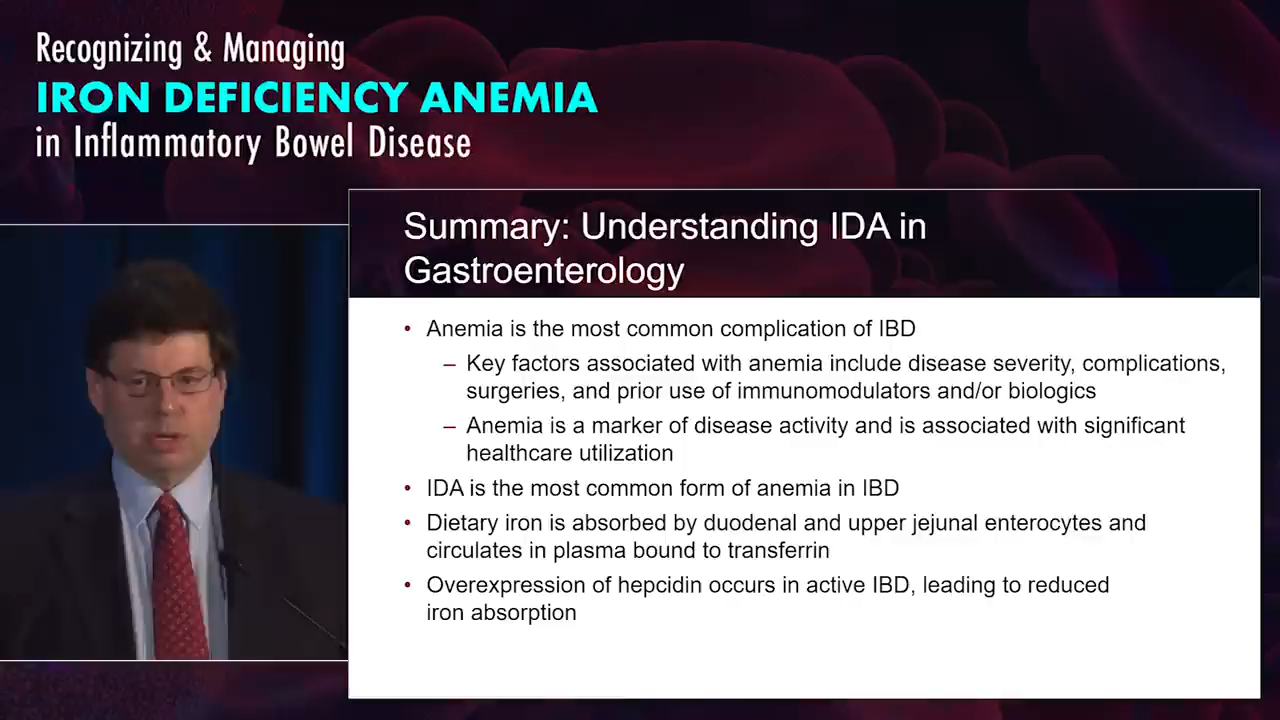 Recognizing & Managing
IRON DEFICIENCY ANEMIA
in Inflammatory Bowel Disease
Summary: Understanding IDA in
Gastroenterology
• Anemia is the most common complication of IBD
– Key factors associated with anemia include disease severity, complications,
surgeries, and prior use of immunomodulators and/or biologics
– Anemia is a marker of disease activity and is associated with significant
healthcare utilization
• IDA is the most common form of anemia in IBD
• Dietary iron is absorbed by duodenal and upper jejunal enterocytes and
circulates in plasma bound to transferrin
• Overexpression of hepcidin occurs in active IBD, leading to reduced
iron absorption